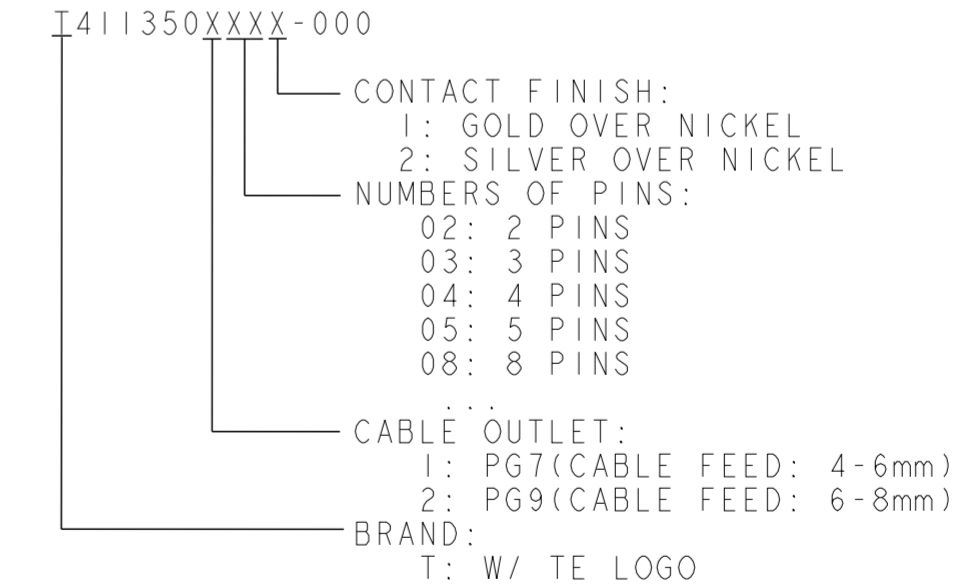 T411350XXXX-000
CONTACT FINISH:
1: GOLD OVER NICKEL
2: SILVER OVER NICKEL
NUMBERS OF PINS:
02: 2 PINS
03: 3 PINS
04: 4 PINS
05: 5 PINS
08: 8 PINS
...
CABLE OUTLET:
1: PG7(CABLE FEED: 4-6mm)
2: PG9(CABLE FEED: 6-8mm)
BRAND:
T: W/ TE LOGO